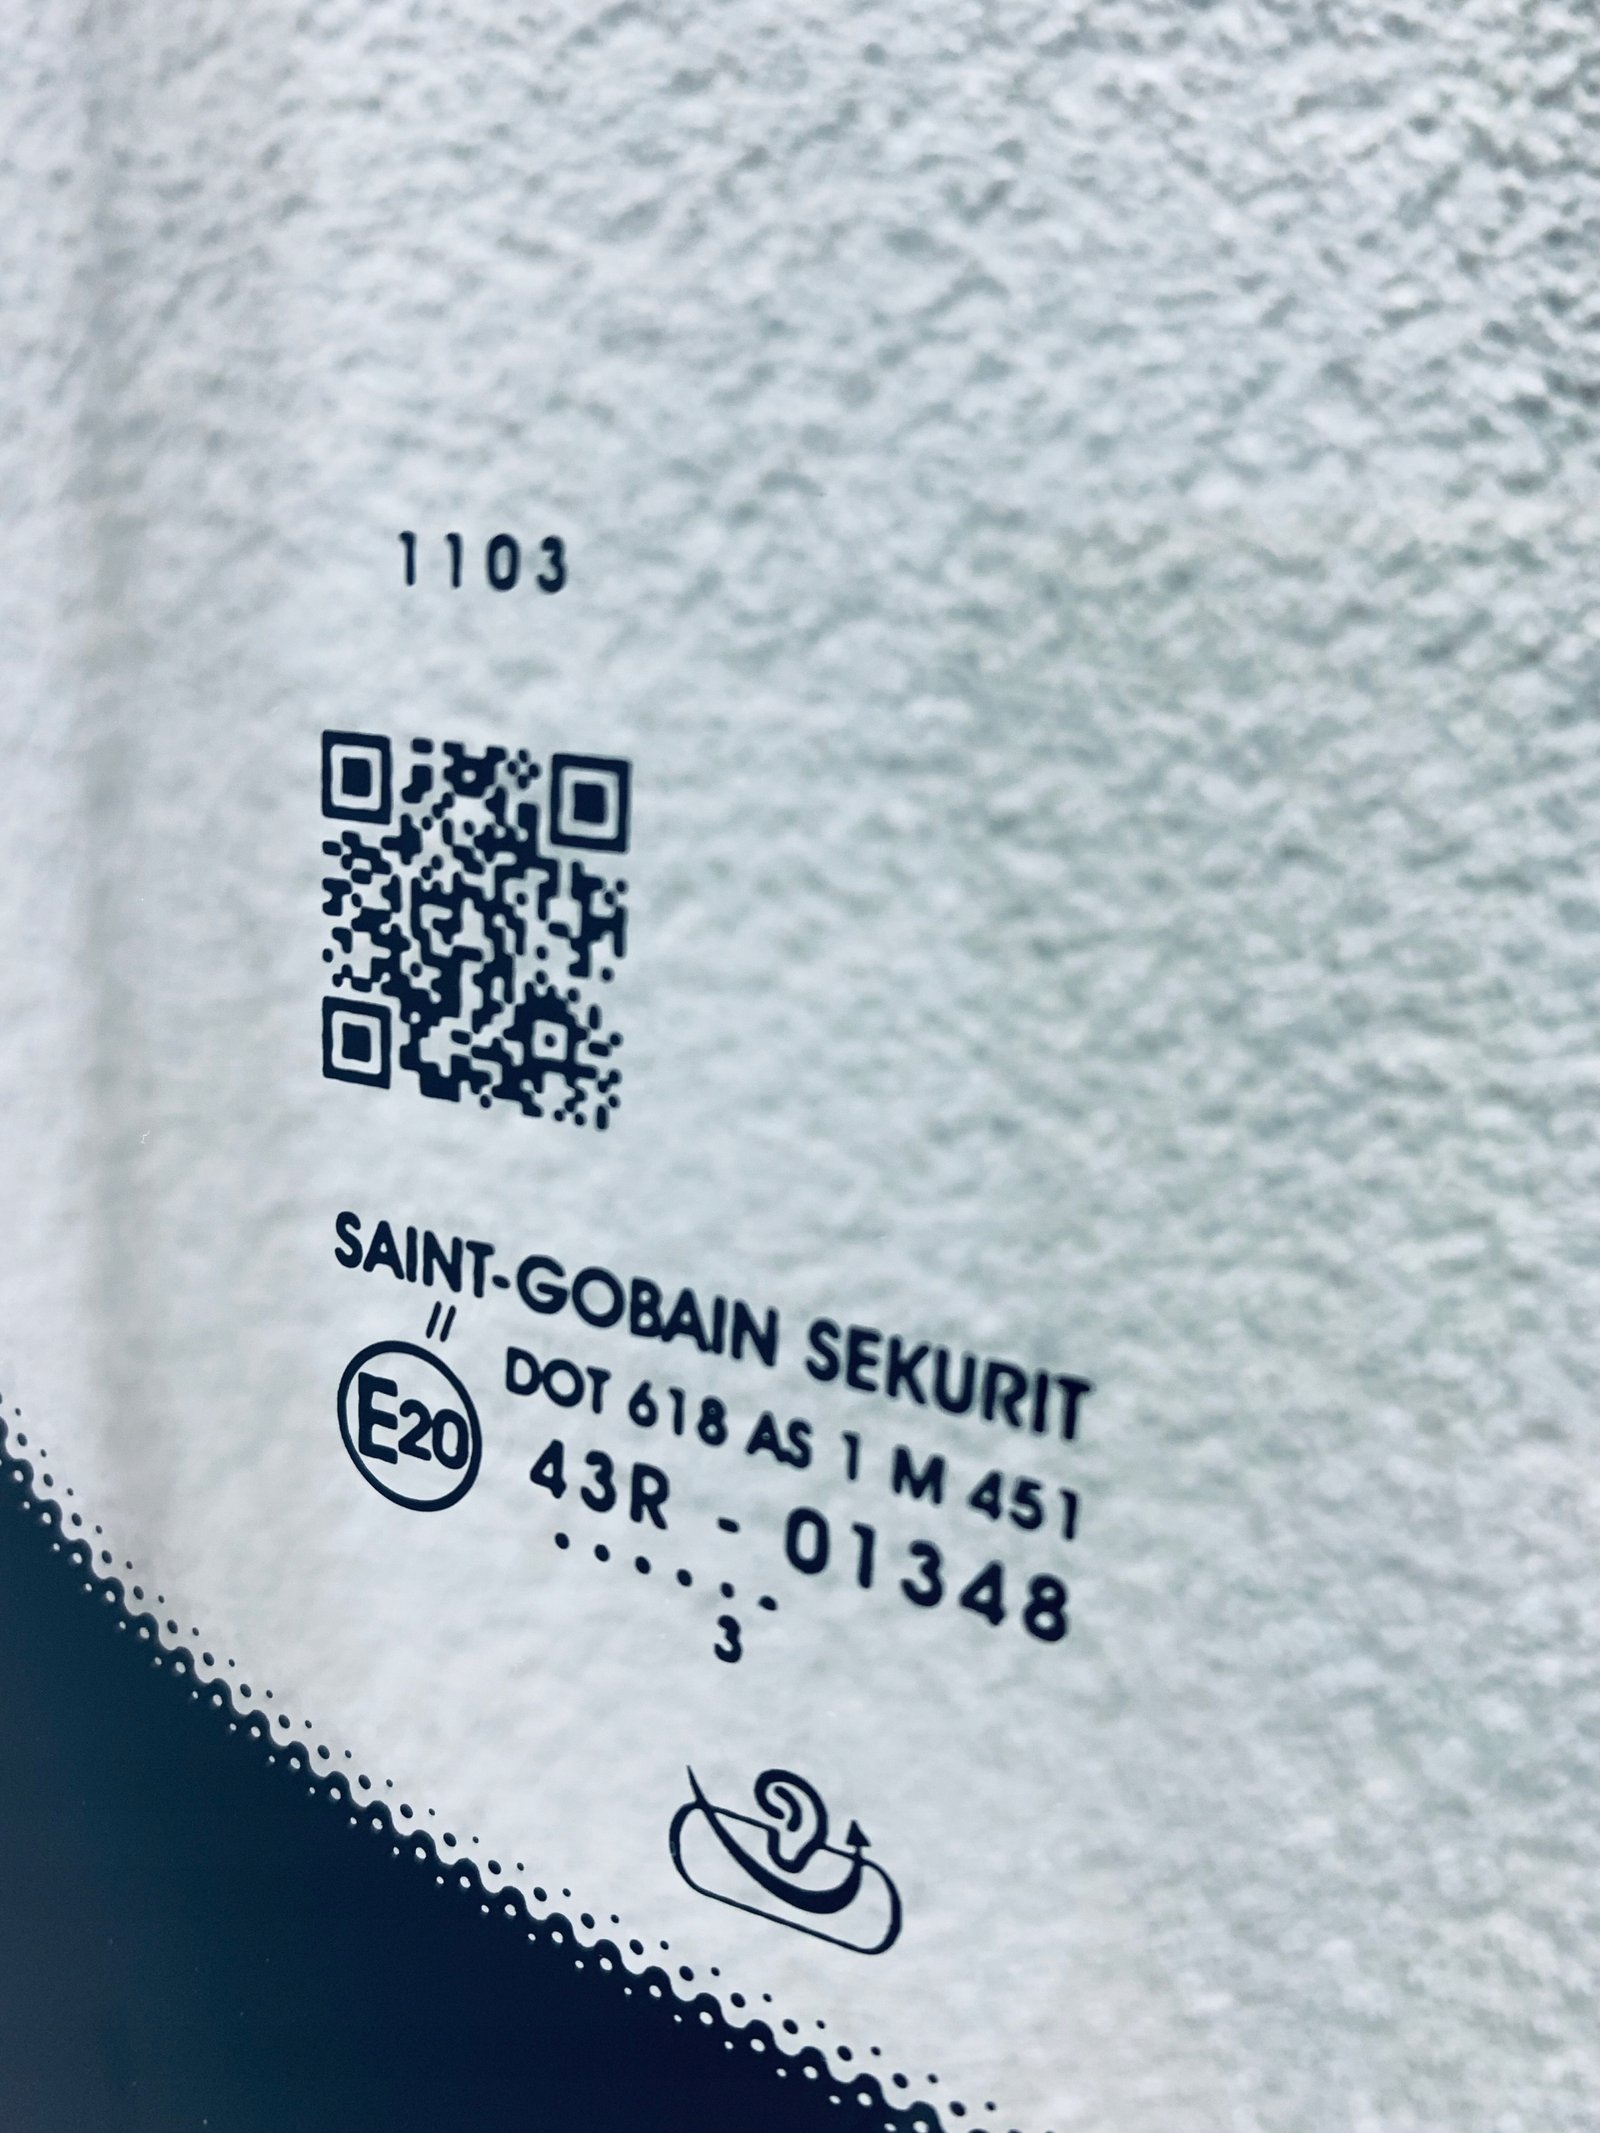 1103
SAINT-GOBAIN SEKURIT
//
E20
DOT 618 AS 1 M 451
43R - 01348
......
3